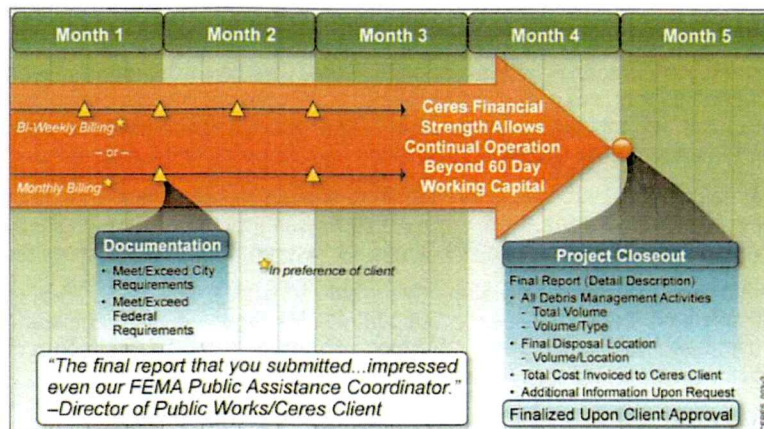 Month 1
Month 2
Month 3
Month 4
Month 5
Bi-Weekly Billing
– or –
Monthly Billing
Ceres Financial
Strength Allows
Continual Operation
Beyond 60 Day
Working Capital
Documentation
• Meet/Exceed City
Requirements
• Meet/Exceed
Federal
Requirements
In preference of client
Project Closeout
Final Report (Detail Description)
• All Debris Management Activities
- Total Volume
- Volume/Type
• Final Disposal Location
- Volume/Location
• Total Cost Invoiced to Ceres Client
• Additional Information Upon Request
Finalized Upon Client Approval
"The final report that you submitted...impressed
even our FEMA Public Assistance Coordinator."
–Director of Public Works/Ceres Client